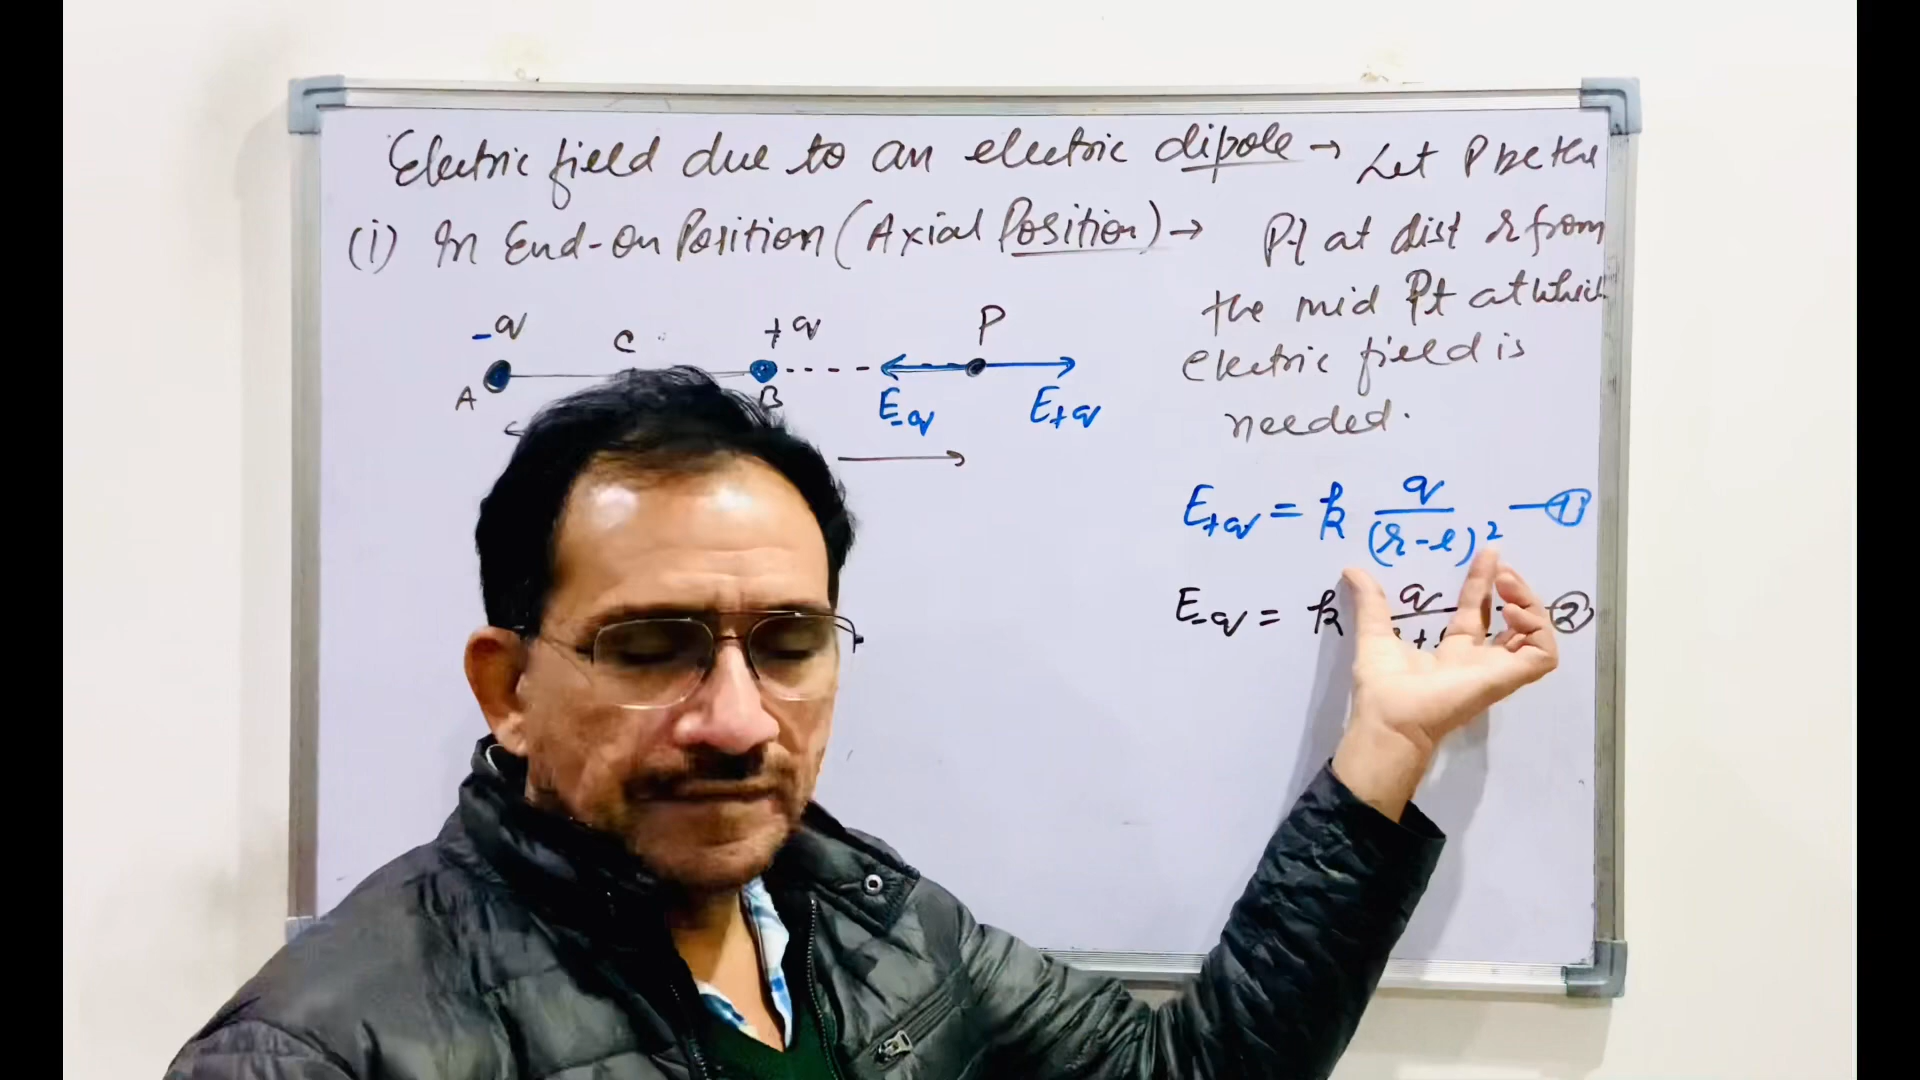 Electric field due to an electric dipole → Let P be the
(i) In End-on Position (Axial Position) → Pt at dist r from
the mid Pt at which
electric field is
needed.
-q C +q P
A B E-q E+q
E+q = k q/(r-l)² —①
E-q = k q ②